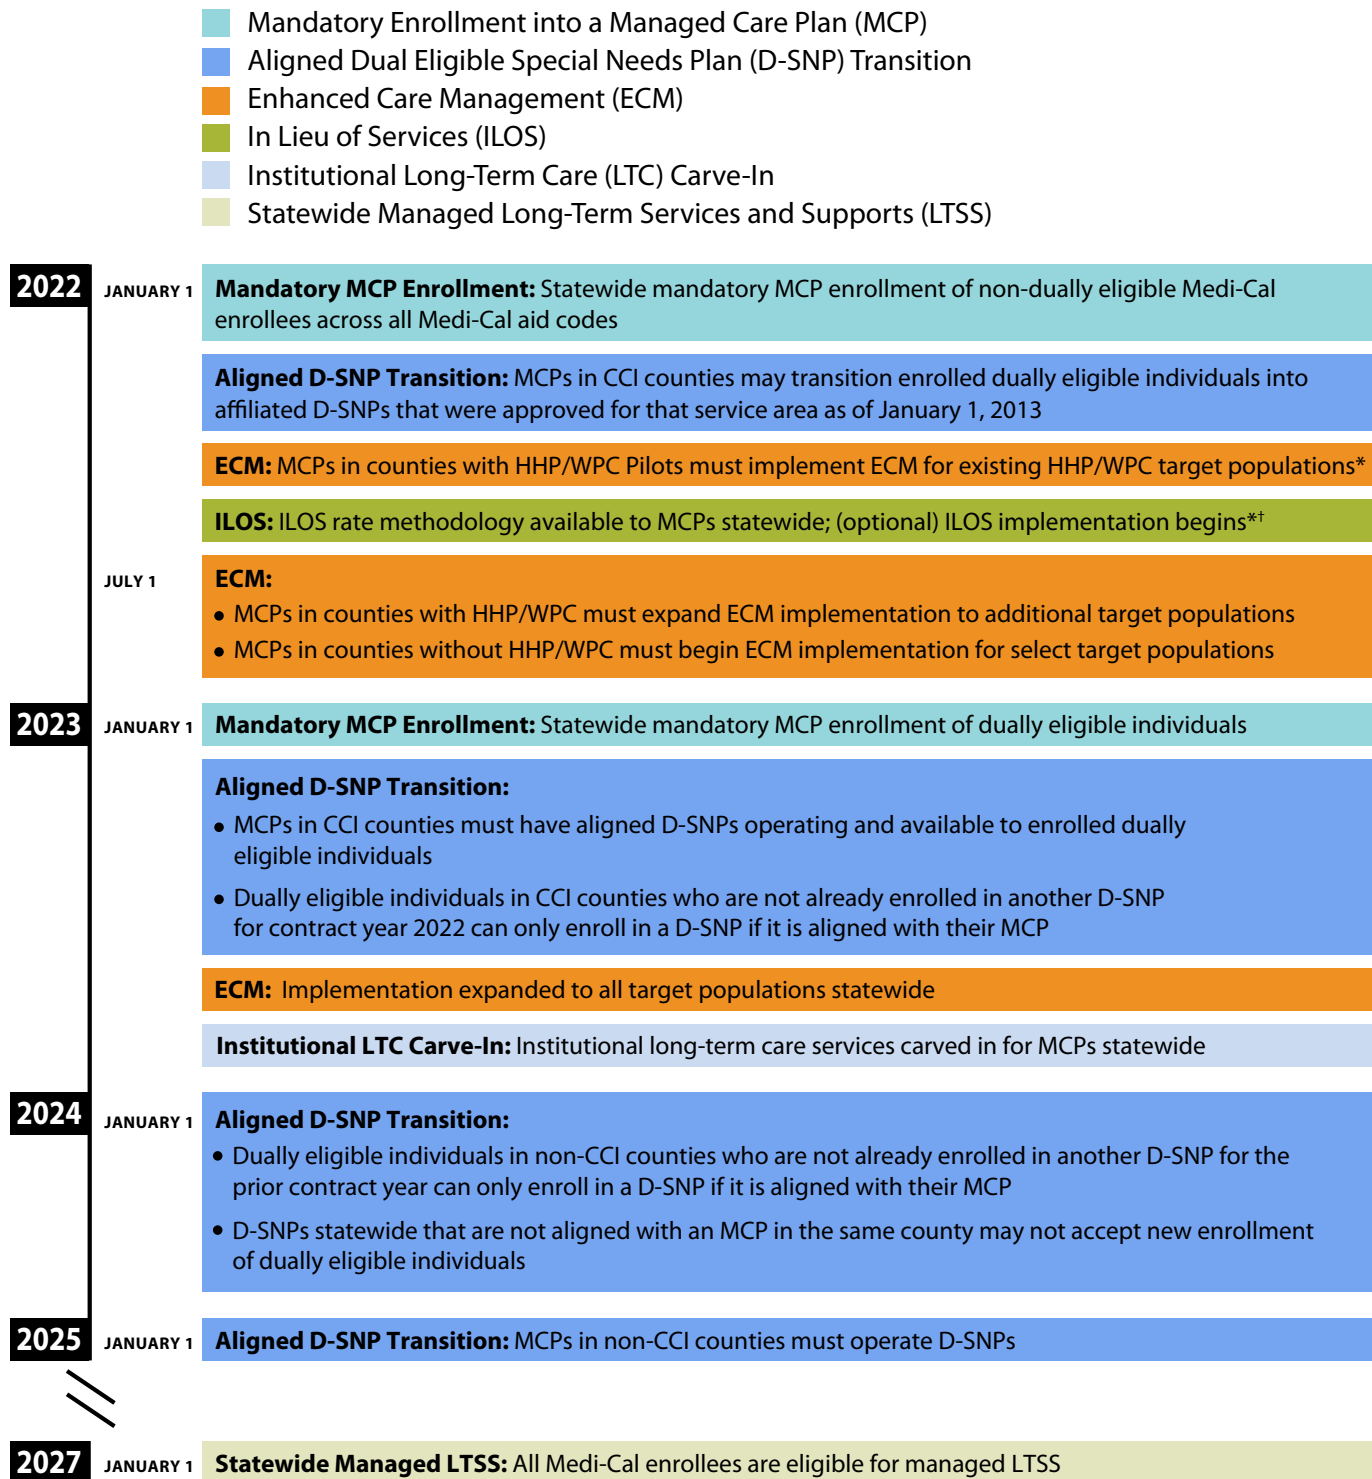 Mandatory Enrollment into a Managed Care Plan (MCP)
Aligned Dual Eligible Special Needs Plan (D-SNP) Transition
Enhanced Care Management (ECM)
In Lieu of Services (ILOS)
Institutional Long-Term Care (LTC) Carve-In
Statewide Managed Long-Term Services and Supports (LTSS)
2022
JANUARY 1
Mandatory MCP Enrollment: Statewide mandatory MCP enrollment of non-dually eligible Medi-Cal
enrollees across all Medi-Cal aid codes
Aligned D-SNP Transition: MCPs in CCI counties may transition enrolled dually eligible individuals into
affiliated D-SNPs that were approved for that service area as of January 1, 2013
ECM: MCPs in counties with HHP/WPC Pilots must implement ECM for existing HHP/WPC target populations*
ILOS: ILOS rate methodology available to MCPs statewide; (optional) ILOS implementation begins*†
JULY 1
ECM:
• MCPs in counties with HHP/WPC must expand ECM implementation to additional target populations
• MCPs in counties without HHP/WPC must begin ECM implementation for select target populations
2023
JANUARY 1
Mandatory MCP Enrollment: Statewide mandatory MCP enrollment of dually eligible individuals
Aligned D-SNP Transition:
• MCPs in CCI counties must have aligned D-SNPs operating and available to enrolled dually
eligible individuals
• Dually eligible individuals in CCI counties who are not already enrolled in another D-SNP
for contract year 2022 can only enroll in a D-SNP if it is aligned with their MCP
ECM: Implementation expanded to all target populations statewide
Institutional LTC Carve-In: Institutional long-term care services carved in for MCPs statewide
2024
JANUARY 1
Aligned D-SNP Transition:
• Dually eligible individuals in non-CCI counties who are not already enrolled in another D-SNP for the
prior contract year can only enroll in a D-SNP if it is aligned with their MCP
• D-SNPs statewide that are not aligned with an MCP in the same county may not accept new enrollment
of dually eligible individuals
2025
JANUARY 1
Aligned D-SNP Transition: MCPs in non-CCI counties must operate D-SNPs
2027
JANUARY 1
Statewide Managed LTSS: All Medi-Cal enrollees are eligible for managed LTSS